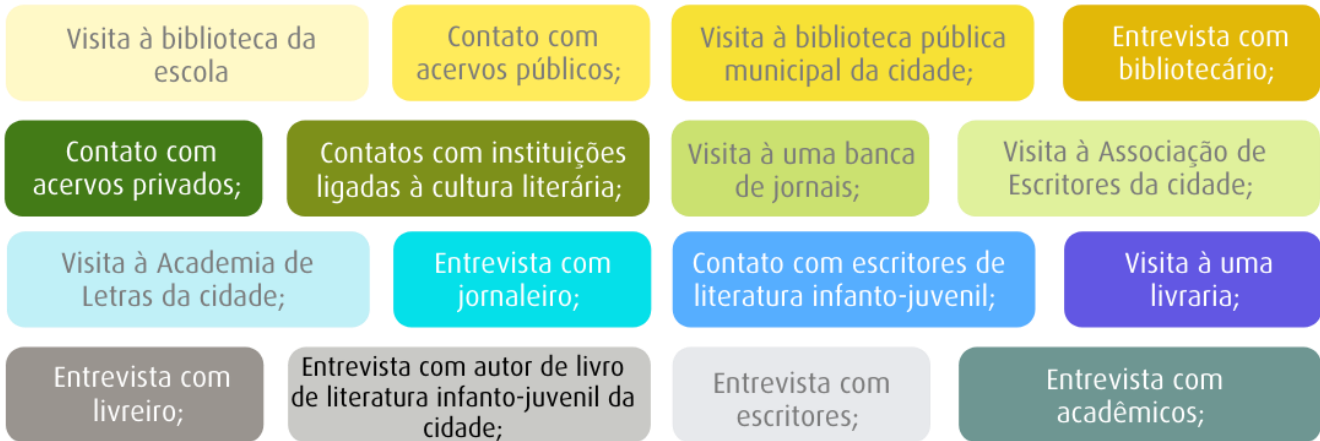 Visita à biblioteca da
escola
Contato com
acervos públicos;
Visita à biblioteca pública
municipal da cidade;
Entrevista com
bibliotecário;
Contato com
acervos privados;
Contatos com instituições
ligadas à cultura literária;
Visita à uma banca
de jornais;
Visita à Associação de
Escritores da cidade;
Visita à Academia de
Letras da cidade;
Entrevista com
jornaleiro;
Contato com escritores de
literatura infanto-juvenil;
Visita à uma
livraria;
Entrevista com
livreiro;
Entrevista com autor de livro
de literatura infanto-juvenil da
cidade;
Entrevista com
escritores;
Entrevista com
acadêmicos;